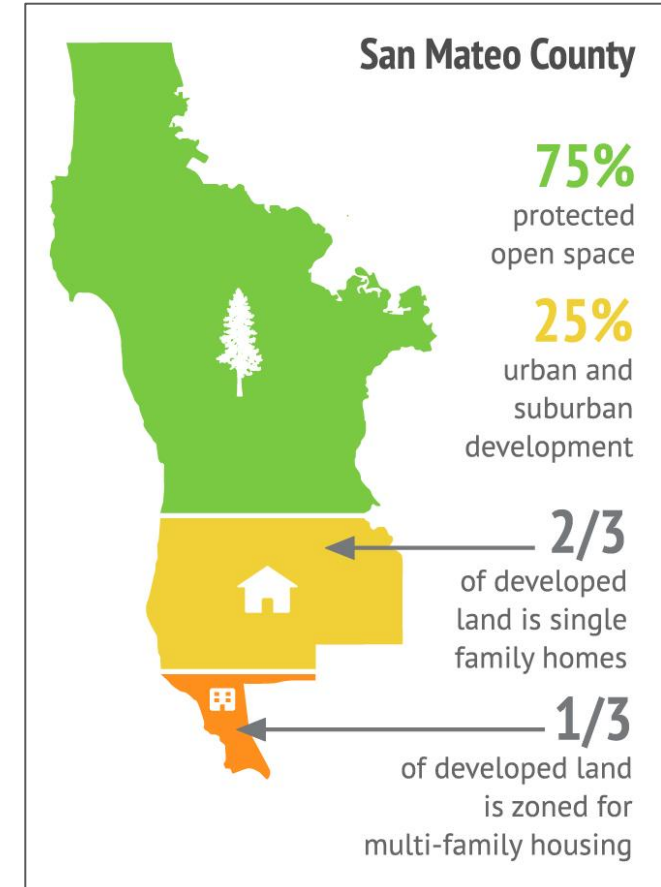 San Mateo County
75%
protected
open space
25%
urban and
suburban
development
2/3
of developed
land is single
family homes
1/3
of developed land
is zoned for
multi-family housing